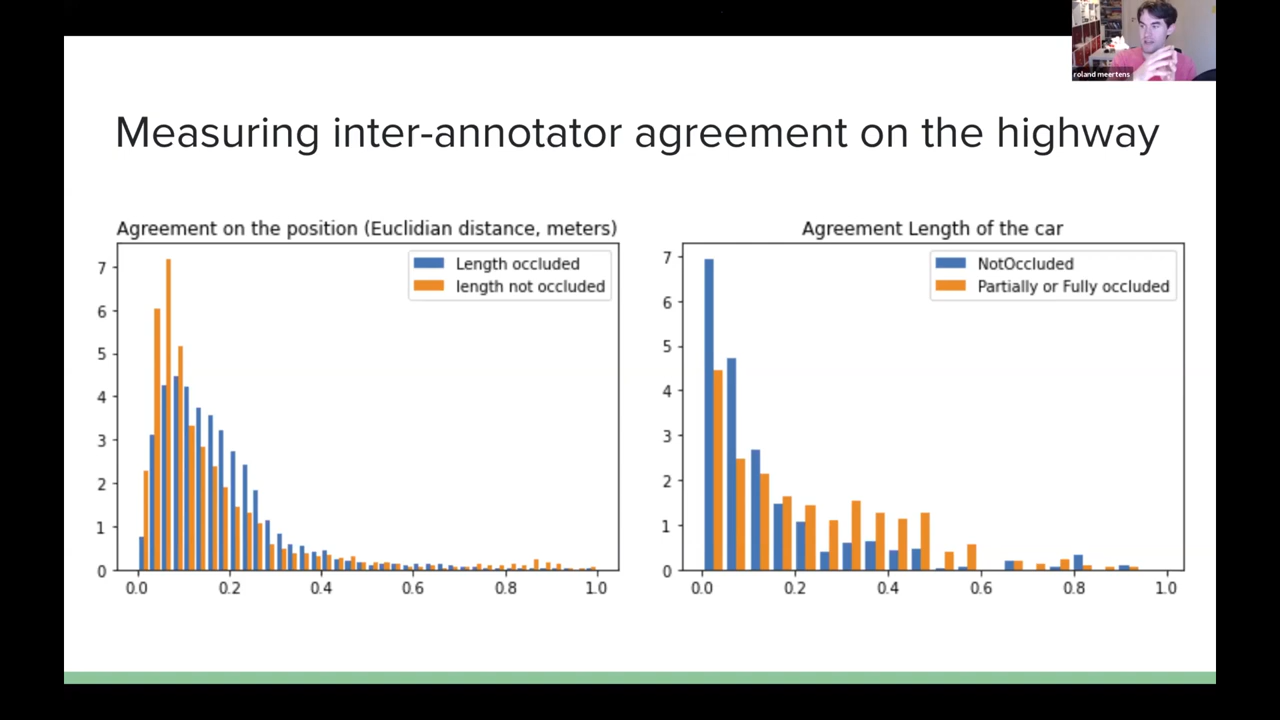 roland meertens
Measuring inter-annotator agreement on the highway
Agreement on the position (Euclidian distance, meters)
Length occluded
length not occluded
7
6
5
4
3
2
1
0
0.0 0.2 0.4 0.6 0.8 1.0
Agreement Length of the car
NotOccluded
Partially or Fully occluded
7
6
5
4
3
2
1
0
0.0 0.2 0.4 0.6 0.8 1.0